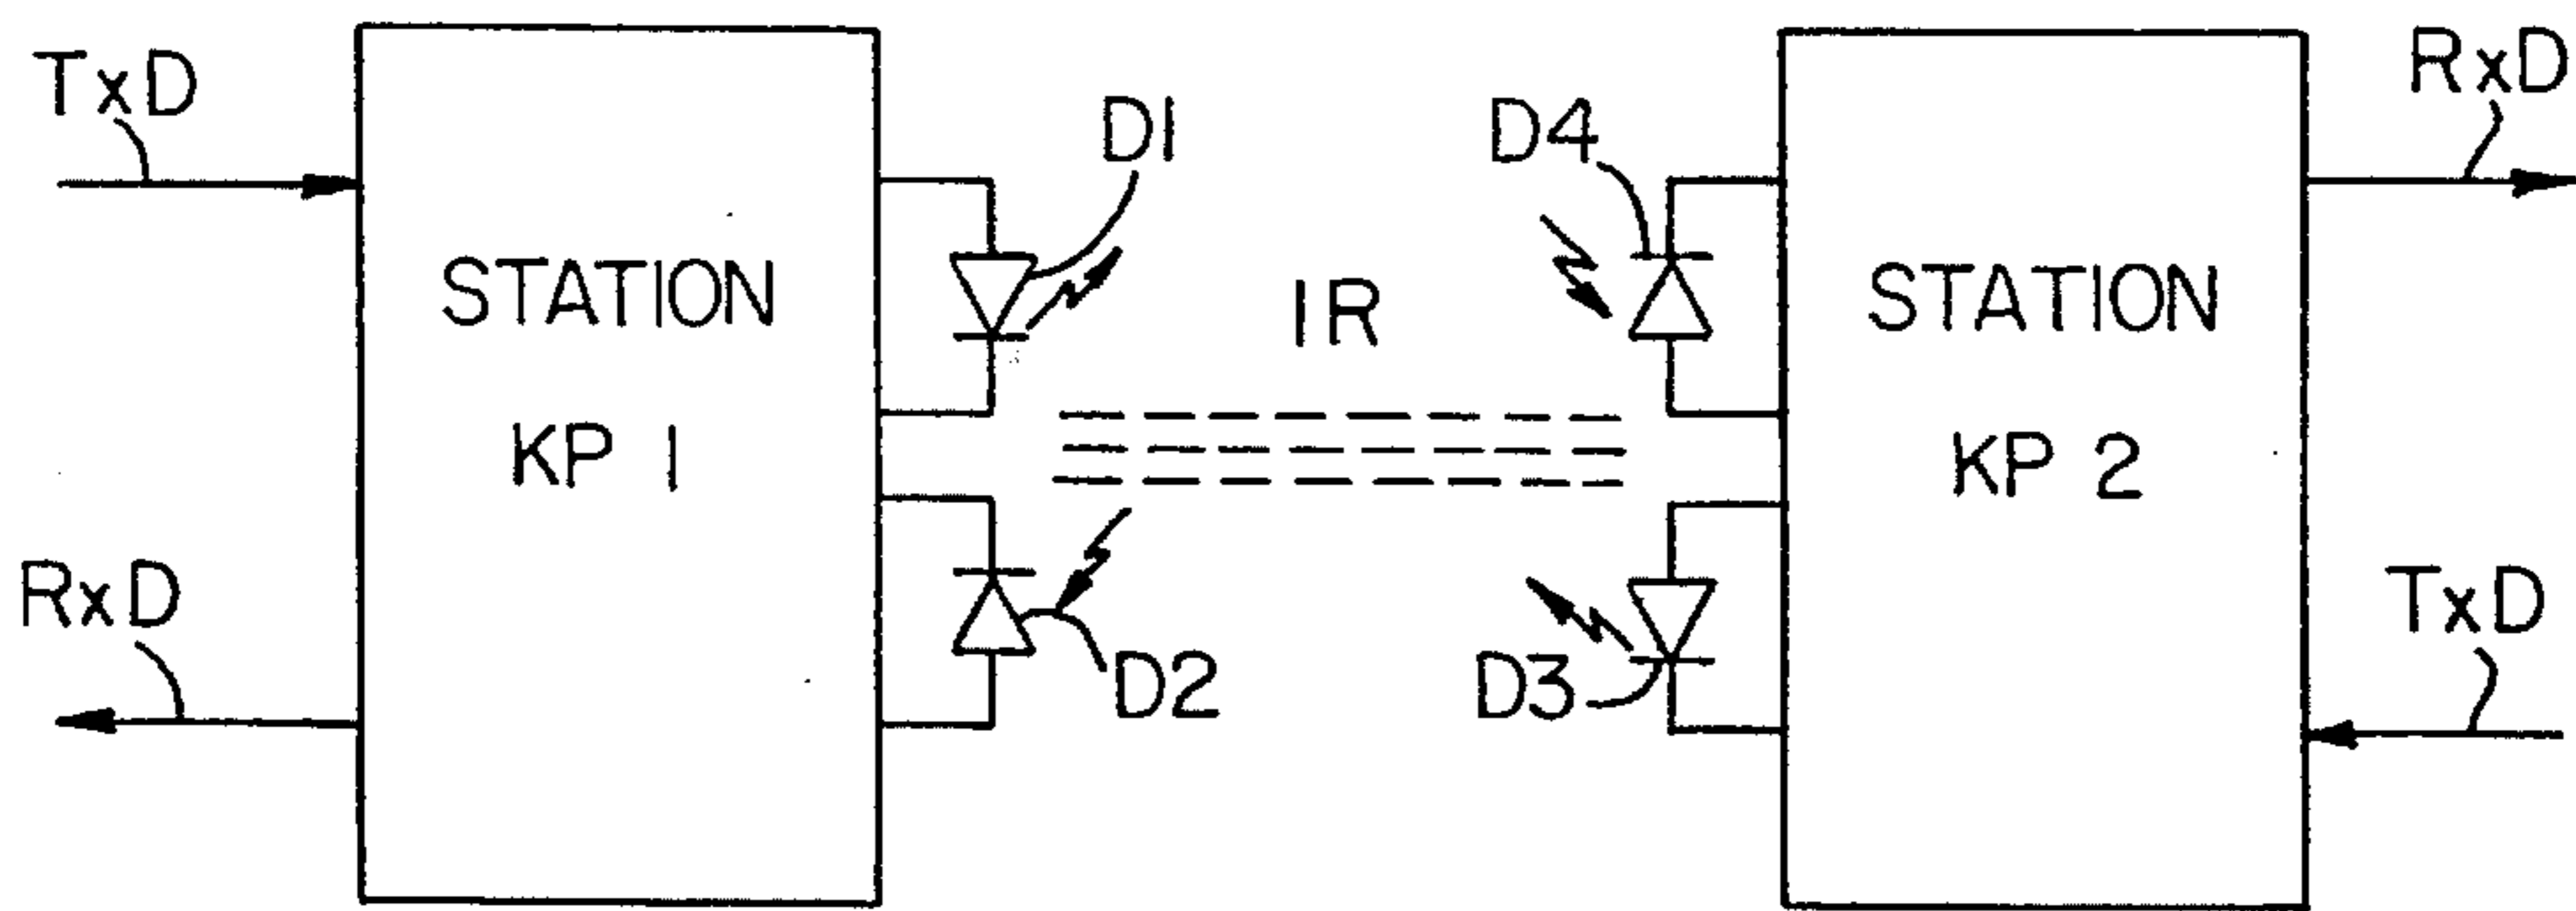 TxD
RxD
D1
D4
STATION
KP 1
IR
STATION
KP 2
RxD
TxD
D2
D3